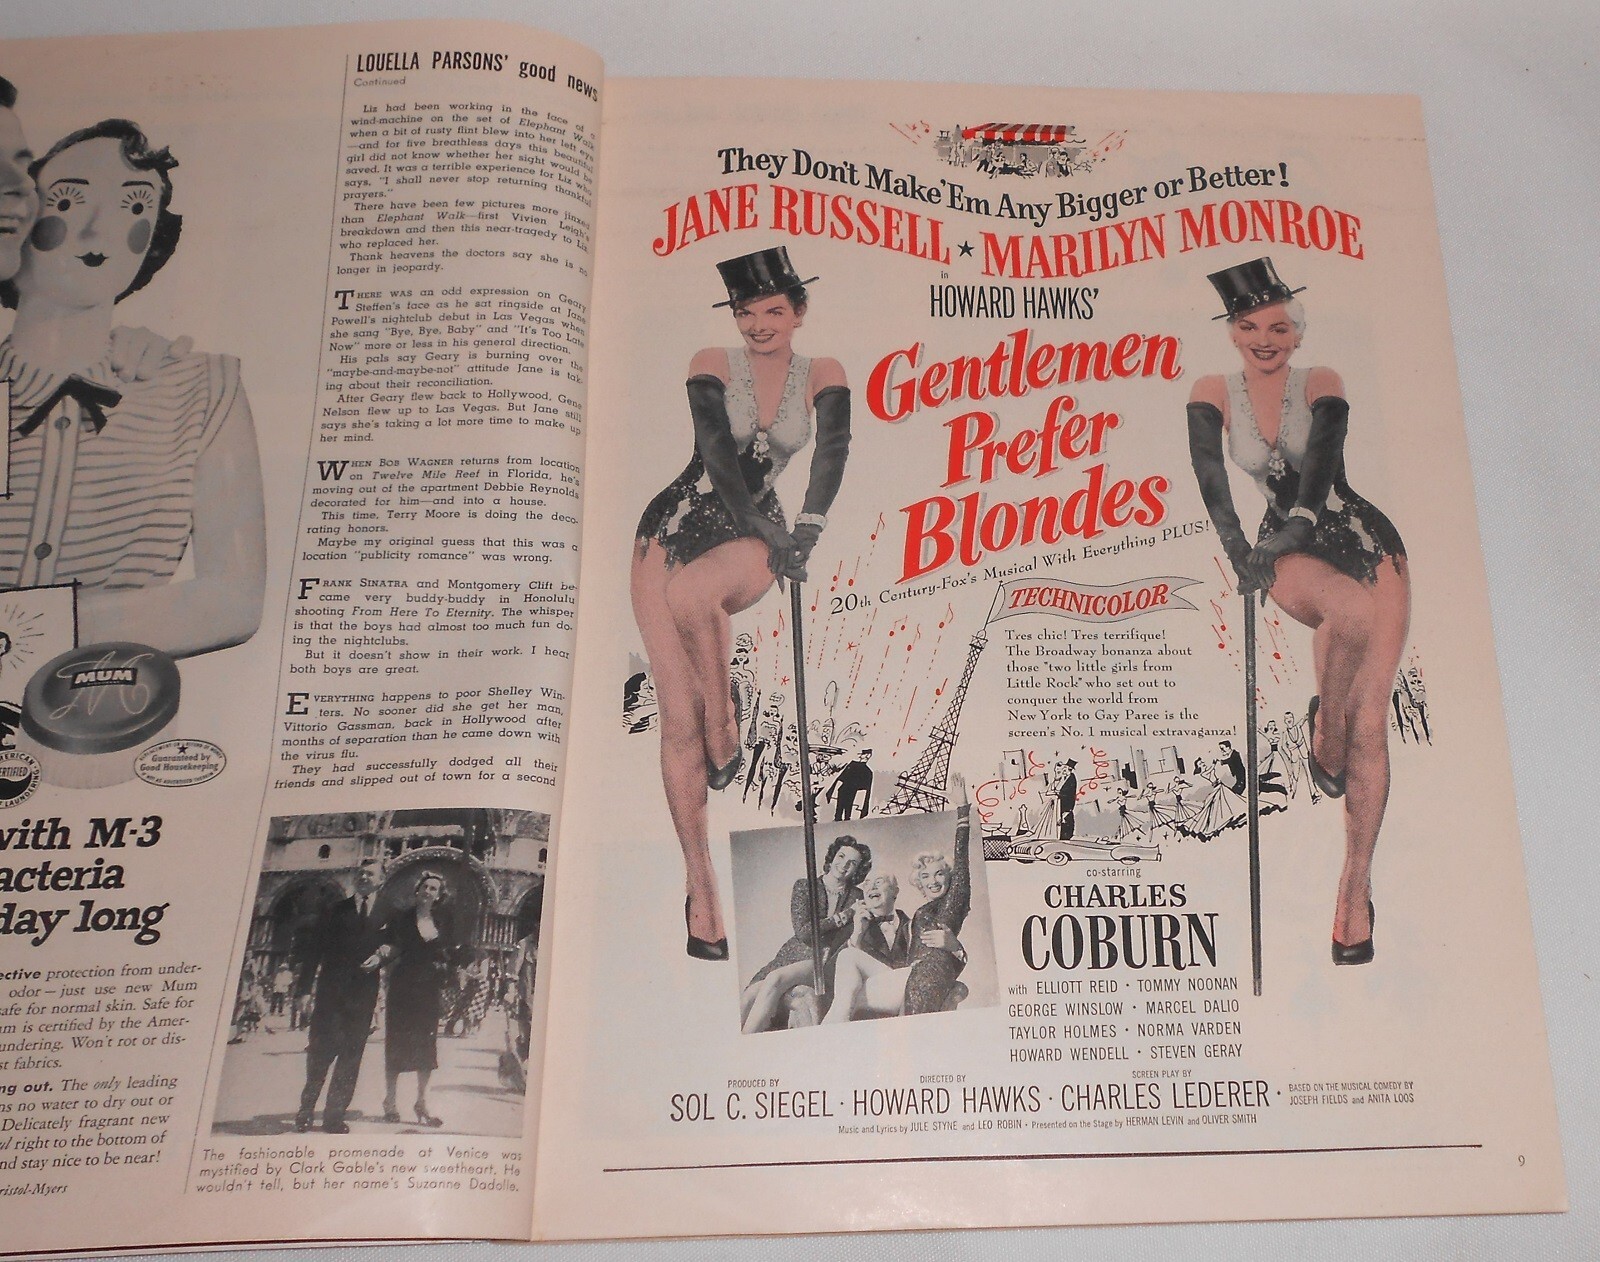 MUM
Guaranteed by
Good Housekeeping
with M-3
acteria
day long
ective protection from under-
odor—just use new Mum
safe for normal skin. Safe for
um is certified by the Amer-
undering. Won't rot or dis-
st fabrics.
ng out. The only leading
ns no water to dry out or
Delicately fragrant new
ul right to the bottom of
nd stay nice to be near!
ristol-Myers
LOUELLA PARSONS' good news
Continued
Liz had been working in the face of a
wind-machine on the set of Elephant Walk
when a bit of rusty flint blew into her left eye
—and for five breathless days this beautiful
girl did not know whether her sight would be
saved. It was a terrible experience for Liz who
says, "I shall never stop returning thankful
prayers."
There have been few pictures more jinxed
than Elephant Walk—first Vivien Leigh's
breakdown and then this near-tragedy to Liz
who replaced her.
Thank heavens the doctors say she is no
longer in jeopardy.
THERE WAS an odd expression on Geary
Steffen's face as he sat ringside at Jane
Powell's nightclub debut in Las Vegas when
she sang "Bye, Bye, Baby" and "It's Too Late
Now" more or less in his general direction.
His pals say Geary is burning over the
"maybe-and-maybe-not" attitude Jane is tak-
ing about their reconciliation.
After Geary flew back to Hollywood, Gene
Nelson flew up to Las Vegas. But Jane still
says she's taking a lot more time to make up
her mind.
WHEN BOB WAGNER returns from location
on Twelve Mile Reef in Florida, he's
moving out of the apartment Debbie Reynolds
decorated for him—and into a house.
This time, Terry Moore is doing the deco-
rating honors.
Maybe my original guess that this was a
location "publicity romance" was wrong.
FRANK SINATRA and Montgomery Clift be-
came very buddy-buddy in Honolulu
shooting From Here To Eternity. The whisper
is that the boys had almost too much fun do-
ing the nightclubs.
But it doesn't show in their work. I hear
both boys are great.
EVERYTHING happens to poor Shelley Win-
ters. No sooner did she get her man,
Vittorio Gassman, back in Hollywood after
months of separation than he came down with
the virus flu.
They had successfully dodged all their
friends and slipped out of town for a second
The fashionable promenade at Venice was
mystified by Clark Gable's new sweetheart. He
wouldn't tell, but her name's Suzanne Dadolle.
They Don't Make 'Em Any Bigger or Better!
JANE RUSSELL ★ MARILYN MONROE
in
HOWARD HAWKS'
Gentlemen
Prefer
Blondes
20th Century-Fox's Musical With Everything PLUS!
TECHNICOLOR
Tres chic! Tres terrifique!
The Broadway bonanza about
those "two little girls from
Little Rock" who set out to
conquer the world from
New York to Gay Paree is the
screen's No. 1 musical extravaganza!
co-starring
CHARLES
COBURN
with ELLIOTT REID · TOMMY NOONAN
GEORGE WINSLOW · MARCEL DALIO
TAYLOR HOLMES · NORMA VARDEN
HOWARD WENDELL · STEVEN GERAY
PRODUCED BY
SOL C. SIEGEL ·
DIRECTED BY
HOWARD HAWKS ·
SCREEN PLAY BY
CHARLES LEDERER ·
BASED ON THE MUSICAL COMEDY BY
JOSEPH FIELDS and ANITA LOOS
Music and Lyrics by JULE STYNE and LEO ROBIN · Presented on the Stage by HERMAN LEVIN and OLIVER SMITH
9